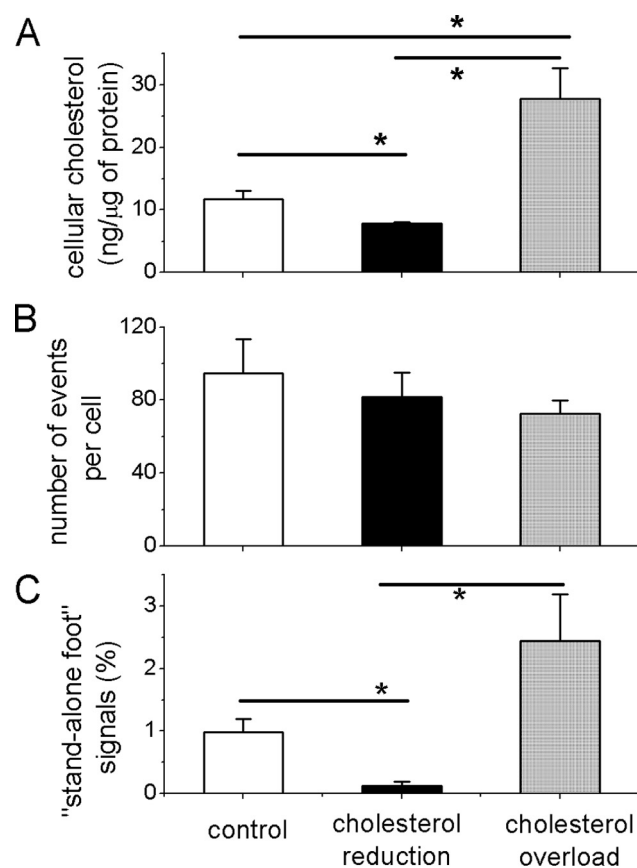 A
cellular cholesterol
(ng/μg of protein)
30
20
10
0
*
*
*
B
number of events
per cell
120
80
40
0
C
"stand-alone foot"
signals (%)
3
2
1
0
*
*
control
cholesterol
reduction
cholesterol
overload